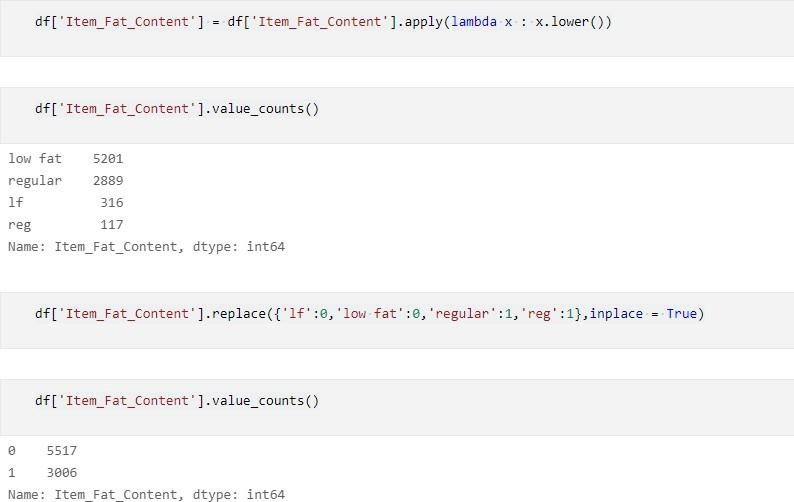 df['Item_Fat_Content'] = df['Item_Fat_Content'].apply(lambda x : x.lower())
df['Item_Fat_Content'].value_counts()
low fat    5201
regular    2889
lf          316
reg         117
Name: Item_Fat_Content, dtype: int64
df['Item_Fat_Content'].replace({'lf':0,'low fat':0,'regular':1,'reg':1},inplace = True)
df['Item_Fat_Content'].value_counts()
0    5517
1    3006
Name: Item_Fat_Content, dtype: int64